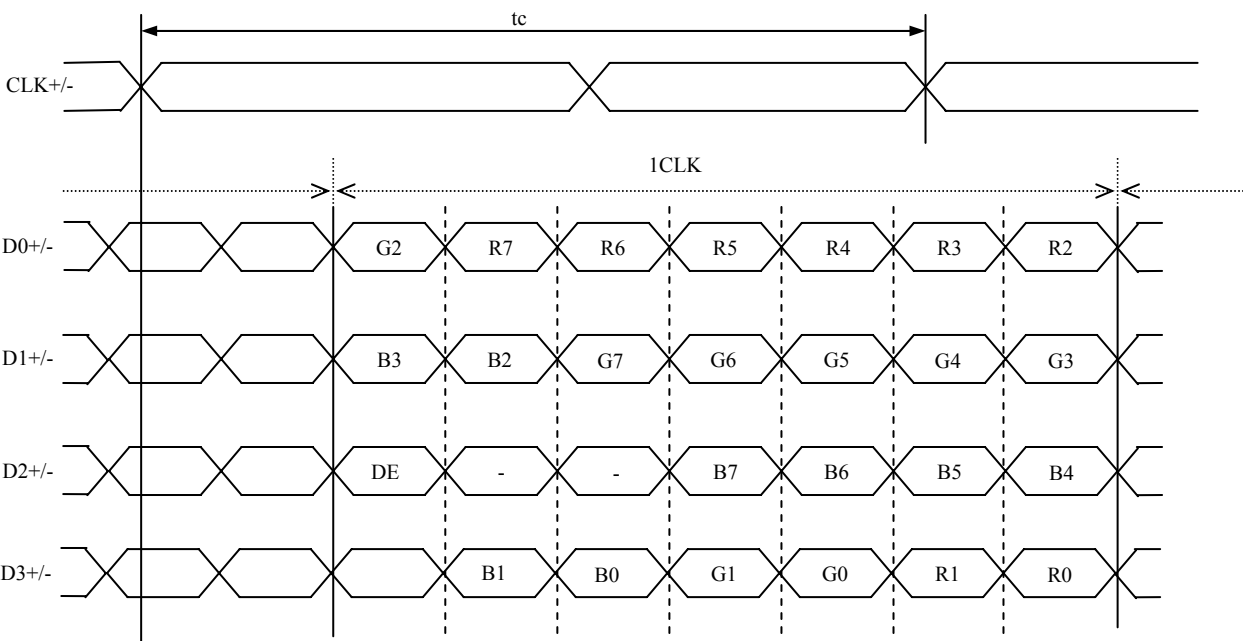 tc
CLK+/-
1CLK
D0+/- G2 R7 R6 R5 R4 R3 R2
D1+/- B3 B2 G7 G6 G5 G4 G3
D2+/- DE - - B7 B6 B5 B4
D3+/- B1 B0 G1 G0 R1 R0